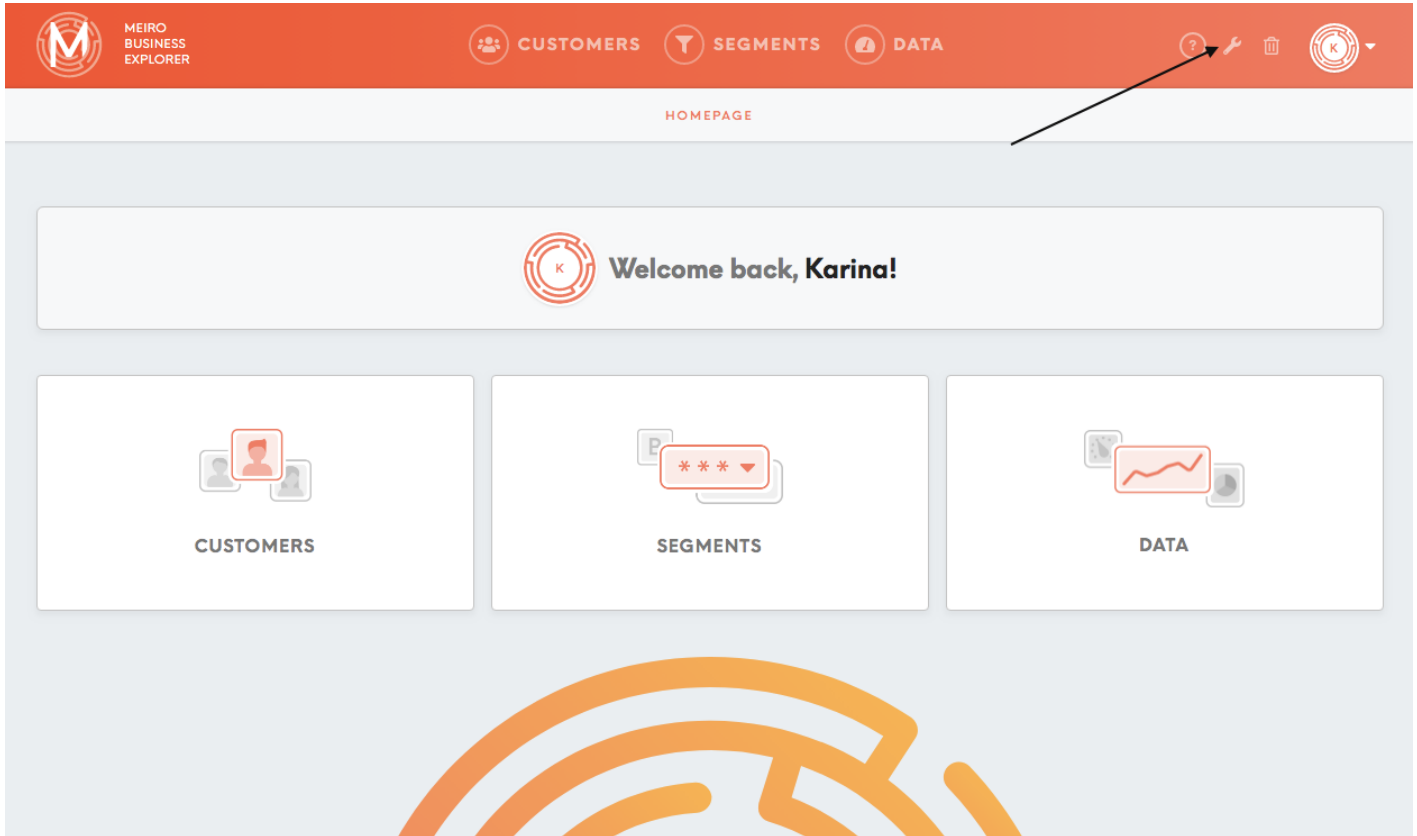 MEIRO
BUSINESS
EXPLORER
M
CUSTOMERS
SEGMENTS
DATA
?
K
HOMEPAGE
K
Welcome back, Karina!
B
***
CUSTOMERS
SEGMENTS
DATA